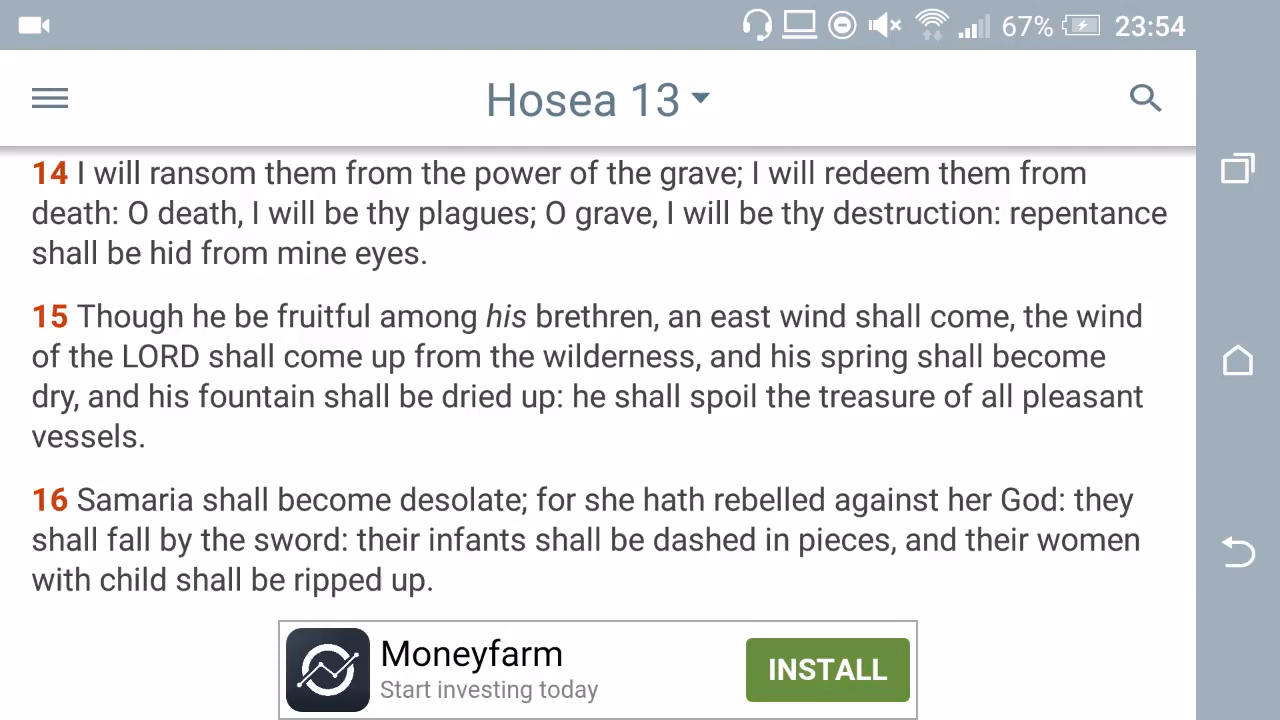 67% 23:54
Hosea 13
14 I will ransom them from the power of the grave; I will redeem them from
death: O death, I will be thy plagues; O grave, I will be thy destruction: repentance
shall be hid from mine eyes.
15 Though he be fruitful among his brethren, an east wind shall come, the wind
of the LORD shall come up from the wilderness, and his spring shall become
dry, and his fountain shall be dried up: he shall spoil the treasure of all pleasant
vessels.
16 Samaria shall become desolate; for she hath rebelled against her God: they
shall fall by the sword: their infants shall be dashed in pieces, and their women
with child shall be ripped up.
Moneyfarm
Start investing today
INSTALL